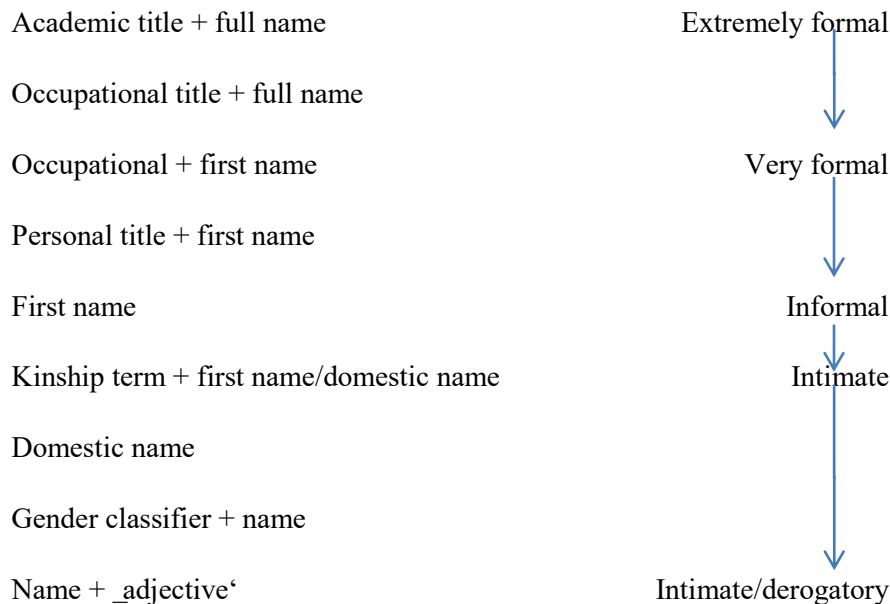 Academic title + full name Extremely formal
Occupational title + full name
Occupational + first name Very formal
Personal title + first name
First name Informal
Kinship term + first name/domestic name Intimate
Domestic name
Gender classifier + name
Name + _adjective‘ Intimate/derogatory